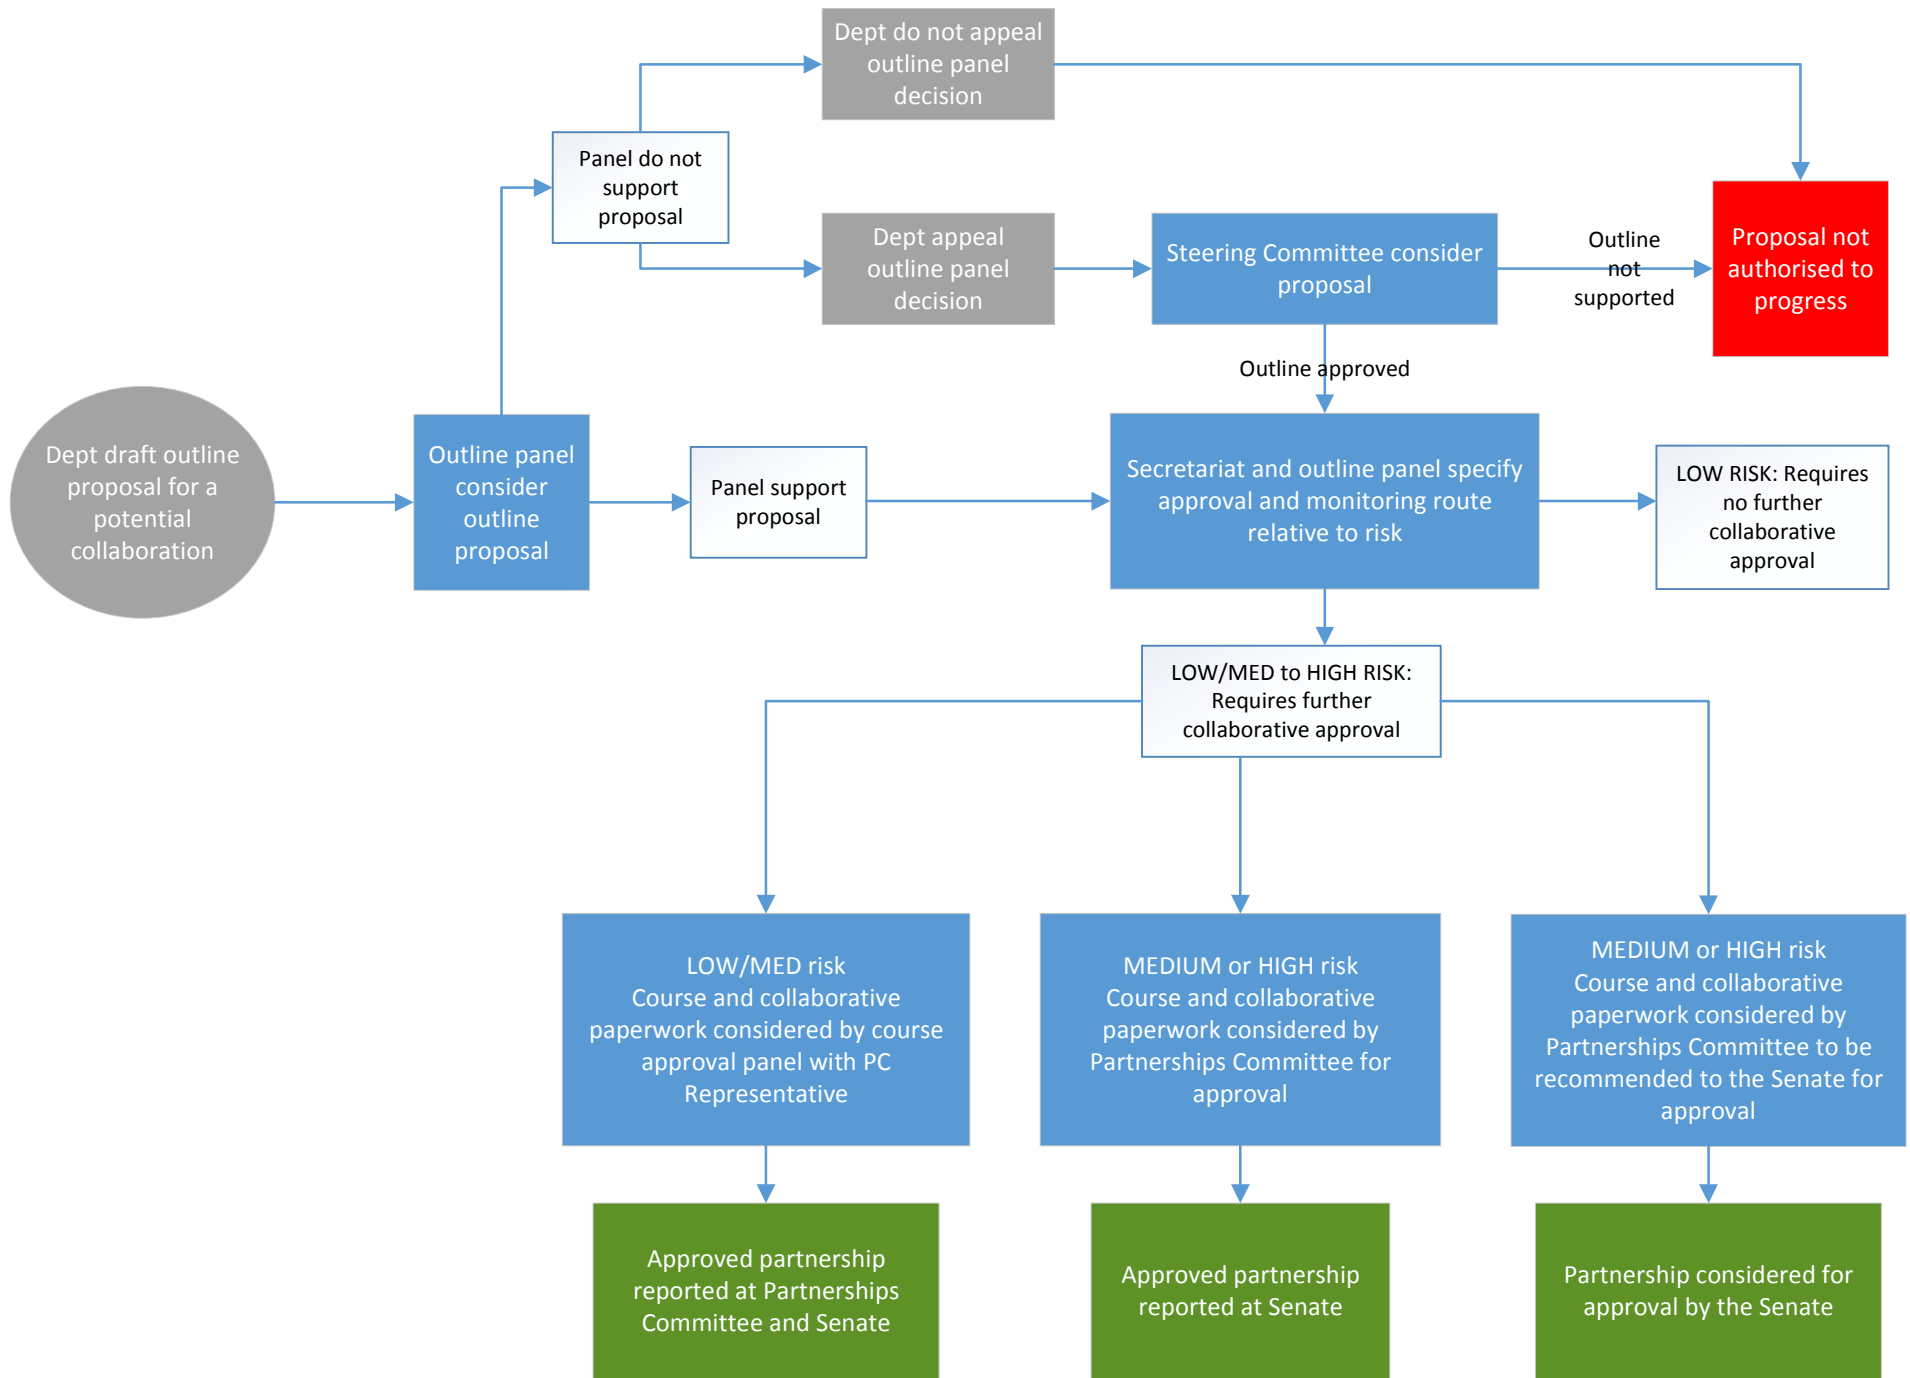 Dept do not appeal
outline panel
decision
Panel do not
support
proposal
Dept appeal
outline panel
decision
Steering Committee consider
proposal
Outline
not
supported
Proposal not
authorised to
progress
Outline approved
Dept draft outline
proposal for a
potential
collaboration
Outline panel
consider
outline
proposal
Panel support
proposal
Secretariat and outline panel specify
approval and monitoring route
relative to risk
LOW RISK: Requires
no further
collaborative
approval
LOW/MED to HIGH RISK:
Requires further
collaborative approval
LOW/MED risk
Course and collaborative
paperwork considered by course
approval panel with PC
Representative
MEDIUM or HIGH risk
Course and collaborative
paperwork considered by
Partnerships Committee for
approval
MEDIUM or HIGH risk
Course and collaborative
paperwork considered by
Partnerships Committee to be
recommended to the Senate for
approval
Approved partnership
reported at Partnerships
Committee and Senate
Approved partnership
reported at Senate
Partnership considered for
approval by the Senate